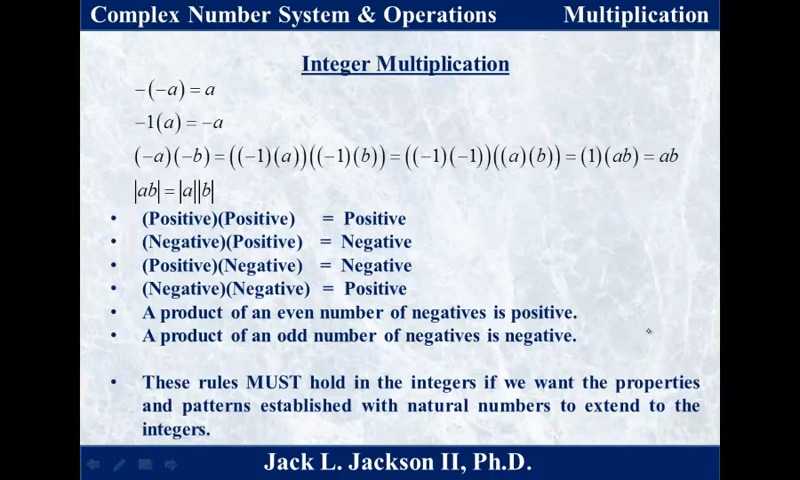 Complex Number System & Operations Multiplication
Integer Multiplication
−(−a) = a
−1(a) = −a
(−a)(−b) = ((−1)(a))((−1)(b)) = ((−1)(−1))((a)(b)) = (1)(ab) = ab
|ab| = |a||b|
• (Positive)(Positive) = Positive
• (Negative)(Positive) = Negative
• (Positive)(Negative) = Negative
• (Negative)(Negative) = Positive
• A product of an even number of negatives is positive.
• A product of an odd number of negatives is negative.
• These rules MUST hold in the integers if we want the properties
and patterns established with natural numbers to extend to the
integers.
Jack L. Jackson II, Ph.D.